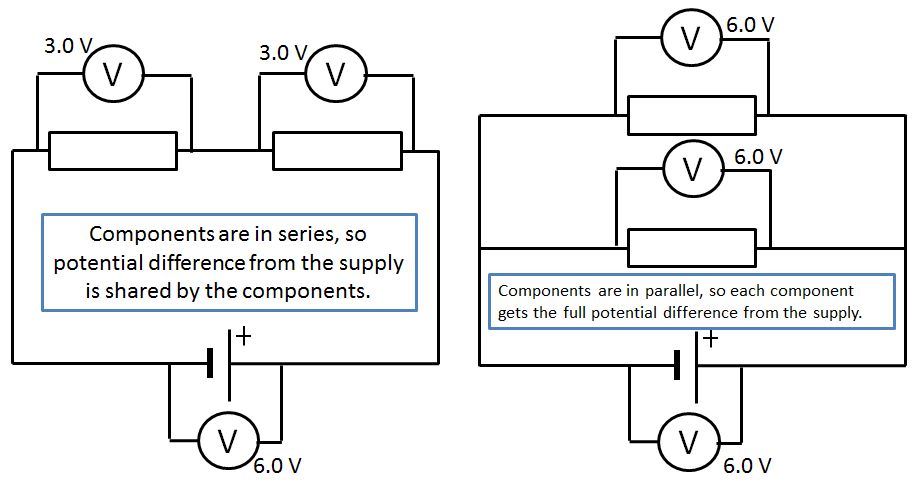 3.0 V
V
3.0 V
V
Components are in series, so
potential difference from the supply
is shared by the components.
+
V
6.0 V
6.0 V
V
6.0 V
V
Components are in parallel, so each component
gets the full potential difference from the supply.
+
V
6.0 V